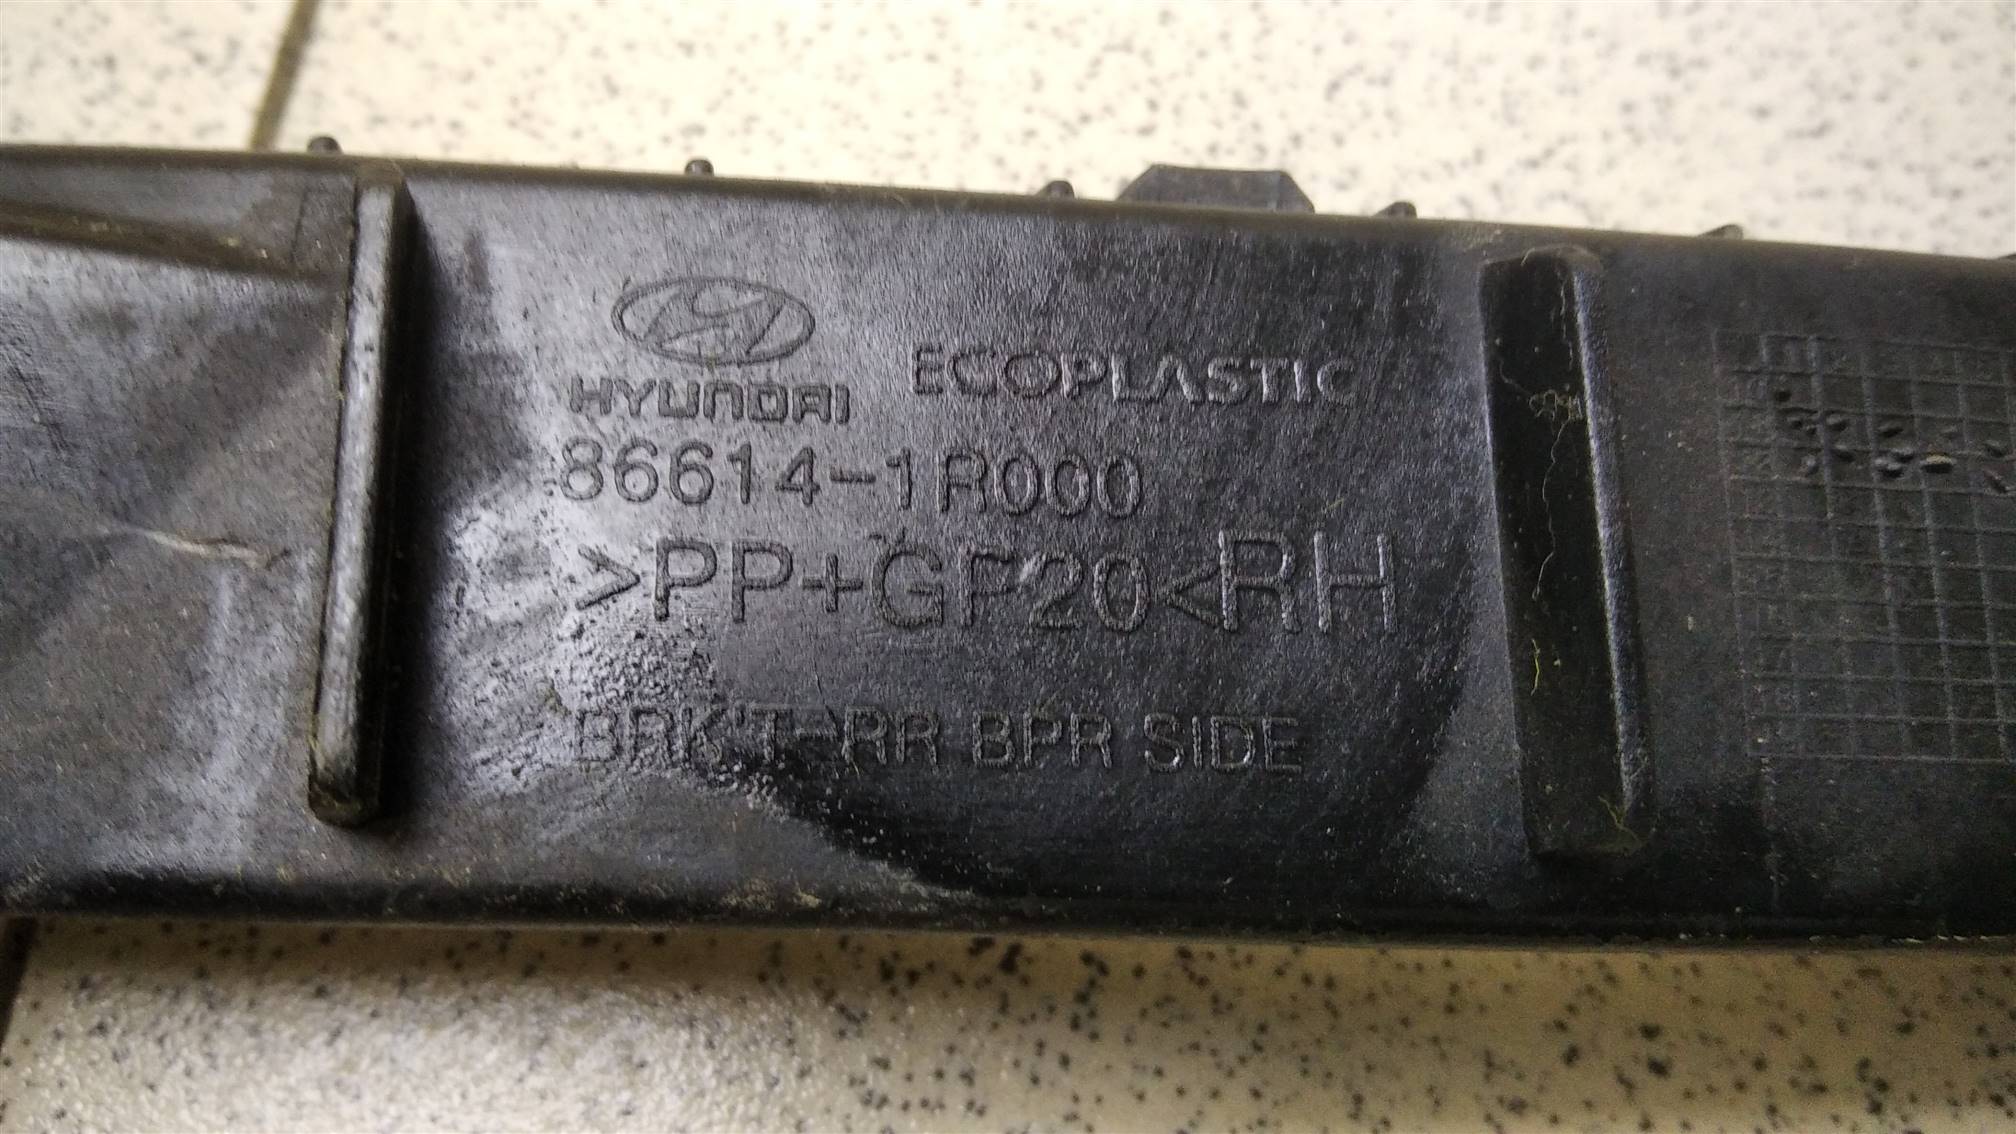 HYUNDAI ECOPLASTIC
86614-1R000
>PP+GF20<RH
BRK'T-RR BPR SIDE